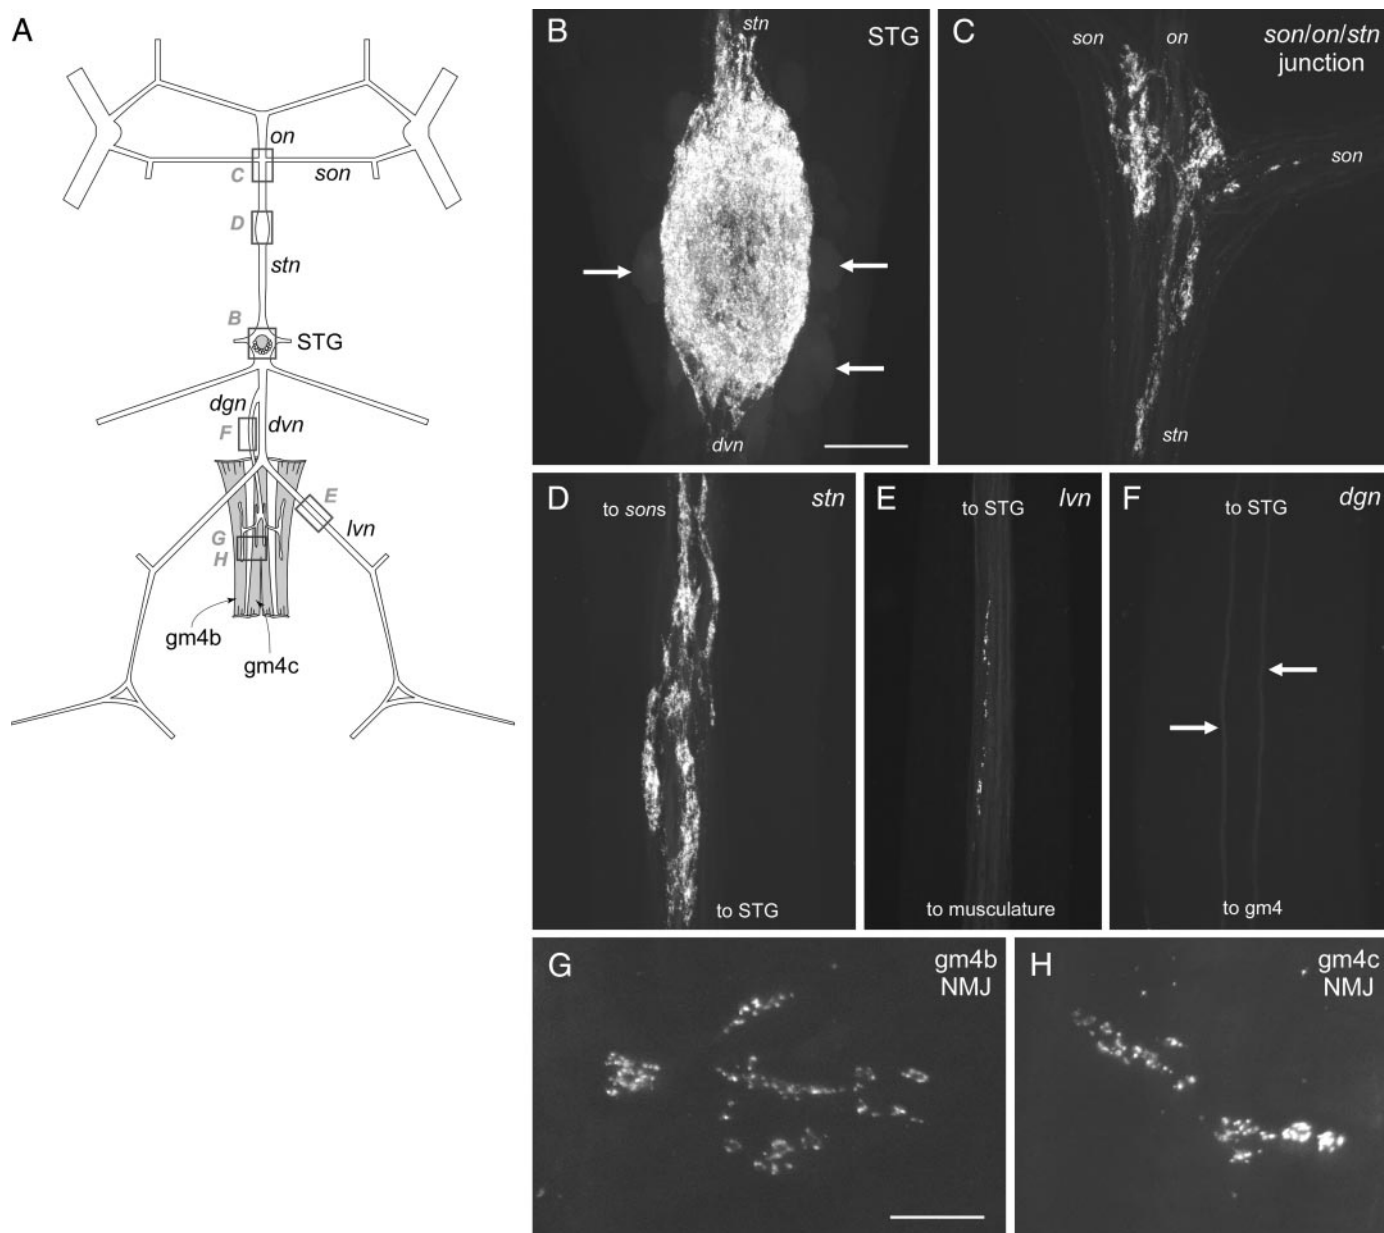 A
on
son
C
D
stn
B
STG
dgn
dvn
F
E
lvn
G
H
gm4b
gm4c
B
stn
STG
dvn
C
son
on
son/on/stn
junction
son
stn
D
stn
to sons
to STG
E
lvn
to STG
to musculature
F
dgn
to STG
to gm4
G
gm4b
NMJ
H
gm4c
NMJ